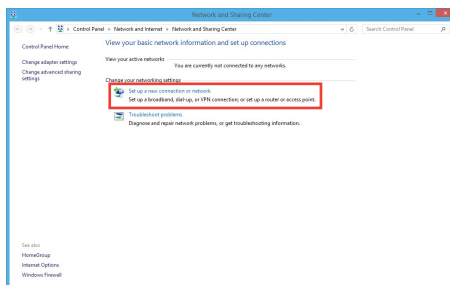 Network and Sharing Center
Control Panel ▸ Network and Internet ▸ Network and Sharing Center
Search Control Panel
Control Panel Home
Change adapter settings
Change advanced sharing
settings
View your basic network information and set up connections
View your active networks
You are currently not connected to any networks.
Change your networking settings
Set up a new connection or network
Set up a broadband, dial-up, or VPN connection; or set up a router or access point.
Troubleshoot problems
Diagnose and repair network problems, or get troubleshooting information.
See also
HomeGroup
Internet Options
Windows Firewall